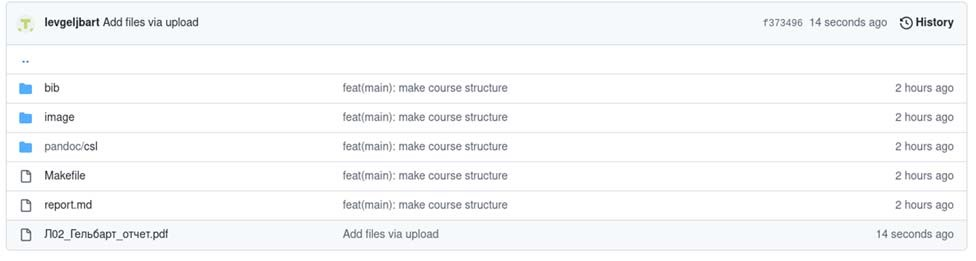 levgeljbart Add files via upload f373496 14 seconds ago History
..
bib feat(main): make course structure 2 hours ago
image feat(main): make course structure 2 hours ago
pandoc/csl feat(main): make course structure 2 hours ago
Makefile feat(main): make course structure 2 hours ago
report.md feat(main): make course structure 2 hours ago
Л02_Гельбарт_отчет.pdf Add files via upload 14 seconds ago